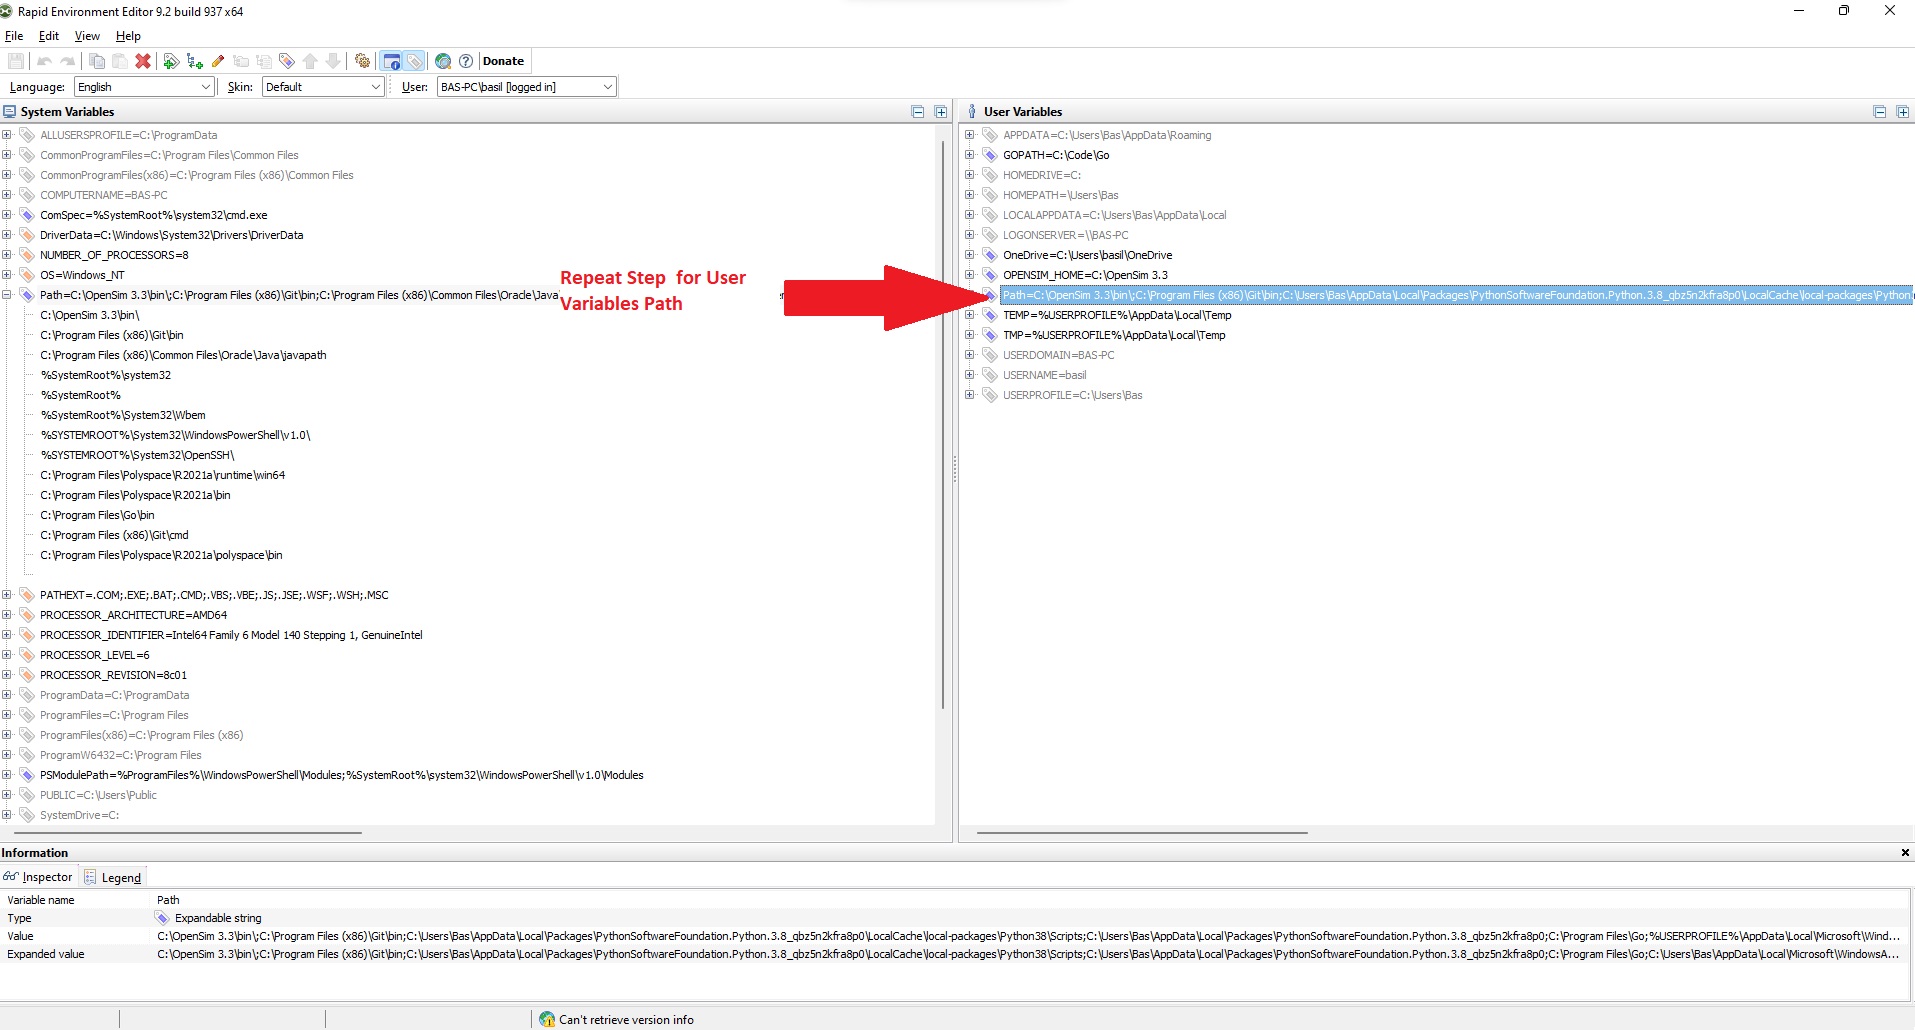 Rapid Environment Editor 9.2 build 937 x64
File Edit View Help
Donate
Language: English Skin: Default User: BAS-PC\basil [logged in]
System Variables
ALLUSERSPROFILE=C:\ProgramData
CommonProgramFiles=C:\Program Files\Common Files
CommonProgramFiles(x86)=C:\Program Files (x86)\Common Files
COMPUTERNAME=BAS-PC
ComSpec=%SystemRoot%\system32\cmd.exe
DriverData=C:\Windows\System32\Drivers\DriverData
NUMBER_OF_PROCESSORS=8
OS=Windows_NT
Path=C:\OpenSim 3.3\bin\;C:\Program Files (x86)\Git\bin;C:\Program Files (x86)\Common Files\Oracle\Java
C:\OpenSim 3.3\bin\
C:\Program Files (x86)\Git\bin
C:\Program Files (x86)\Common Files\Oracle\Java\javapath
%SystemRoot%\system32
%SystemRoot%
%SystemRoot%\System32\Wbem
%SYSTEMROOT%\System32\WindowsPowerShell\v1.0\
%SYSTEMROOT%\System32\OpenSSH\
C:\Program Files\Polyspace\R2021a\runtime\win64
C:\Program Files\Polyspace\R2021a\bin
C:\Program Files\Go\bin
C:\Program Files (x86)\Git\cmd
C:\Program Files\Polyspace\R2021a\polyspace\bin
PATHEXT=.COM;.EXE;.BAT;.CMD;.VBS;.VBE;.JS;.JSE;.WSF;.WSH;.MSC
PROCESSOR_ARCHITECTURE=AMD64
PROCESSOR_IDENTIFIER=Intel64 Family 6 Model 140 Stepping 1, GenuineIntel
PROCESSOR_LEVEL=6
PROCESSOR_REVISION=8c01
ProgramData=C:\ProgramData
ProgramFiles=C:\Program Files
ProgramFiles(x86)=C:\Program Files (x86)
ProgramW6432=C:\Program Files
PSModulePath=%ProgramFiles%\WindowsPowerShell\Modules;%SystemRoot%\system32\WindowsPowerShell\v1.0\Modules
PUBLIC=C:\Users\Public
SystemDrive=C:
Repeat Step for User
Variables Path
User Variables
APPDATA=C:\Users\Bas\AppData\Roaming
GOPATH=C:\Code\Go
HOMEDRIVE=C:
HOMEPATH=\Users\Bas
LOCALAPPDATA=C:\Users\Bas\AppData\Local
LOGONSERVER=\\BAS-PC
OneDrive=C:\Users\basil\OneDrive
OPENSIM_HOME=C:\OpenSim 3.3
Path=C:\OpenSim 3.3\bin\;C:\Program Files (x86)\Git\bin;C:\Users\Bas\AppData\Local\Packages\PythonSoftwareFoundation.Python.3.8_qbz5n2kfra8p0\LocalCache\local-packages\Python
TEMP=%USERPROFILE%\AppData\Local\Temp
TMP=%USERPROFILE%\AppData\Local\Temp
USERDOMAIN=BAS-PC
USERNAME=basil
USERPROFILE=C:\Users\Bas
Information
Inspector Legend
Variable name Path
Type Expandable string
Value C:\OpenSim 3.3\bin\;C:\Program Files (x86)\Git\bin;C:\Users\Bas\AppData\Local\Packages\PythonSoftwareFoundation.Python.3.8_qbz5n2kfra8p0\LocalCache\local-packages\Python38\Scripts;C:\Users\Bas\AppData\Local\Packages\PythonSoftwareFoundation.Python.3.8_qbz5n2kfra8p0;C:\Program Files\Go;%USERPROFILE%\AppData\Local\Microsoft\Wind...
Expanded value C:\OpenSim 3.3\bin\;C:\Program Files (x86)\Git\bin;C:\Users\Bas\AppData\Local\Packages\PythonSoftwareFoundation.Python.3.8_qbz5n2kfra8p0\LocalCache\local-packages\Python38\Scripts;C:\Users\Bas\AppData\Local\Packages\PythonSoftwareFoundation.Python.3.8_qbz5n2kfra8p0;C:\Program Files\Go;C:\Users\Bas\AppData\Local\Microsoft\WindowsA...
Can't retrieve version info